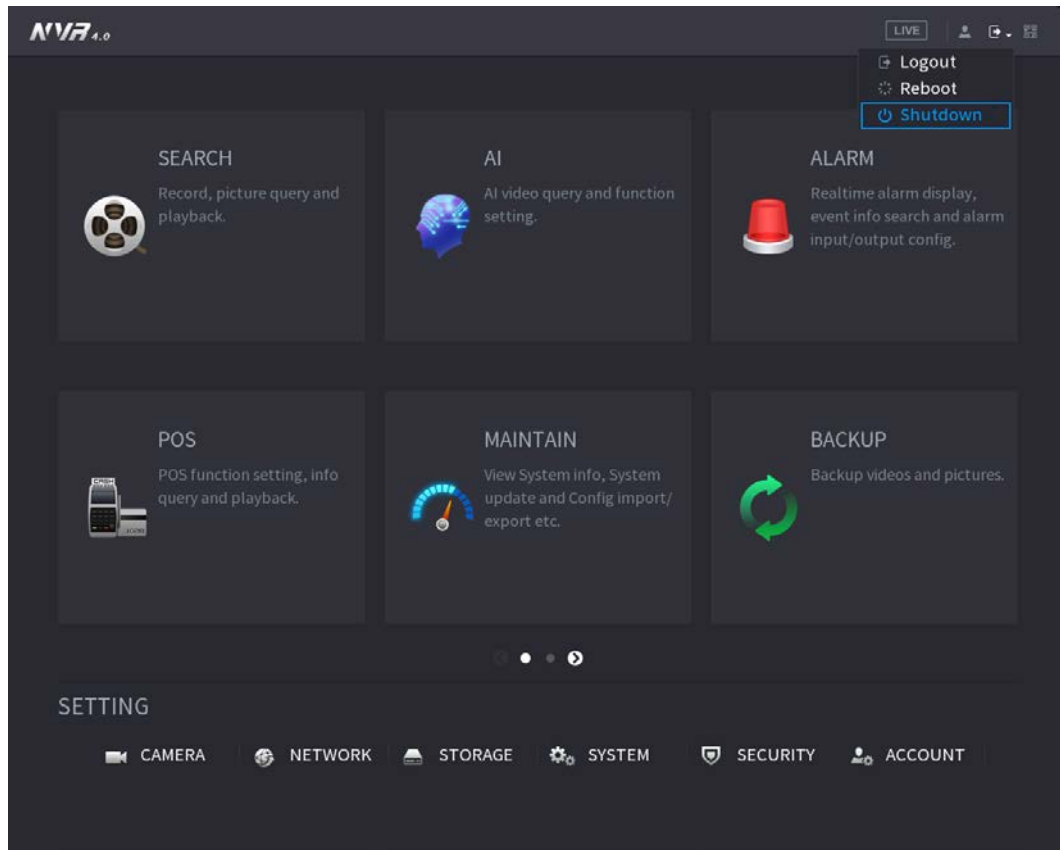 NVR 4.0
LIVE
Logout
Reboot
Shutdown
SEARCH
Record, picture query and
playback.
AI
AI video query and function
setting.
ALARM
Realtime alarm display,
event info search and alarm
input/output config.
POS
POS function setting, info
query and playback.
CASH
MAINTAIN
View System info, System
update and Config import/
export etc.
BACKUP
Backup videos and pictures.
SETTING
CAMERA
NETWORK
STORAGE
SYSTEM
SECURITY
ACCOUNT